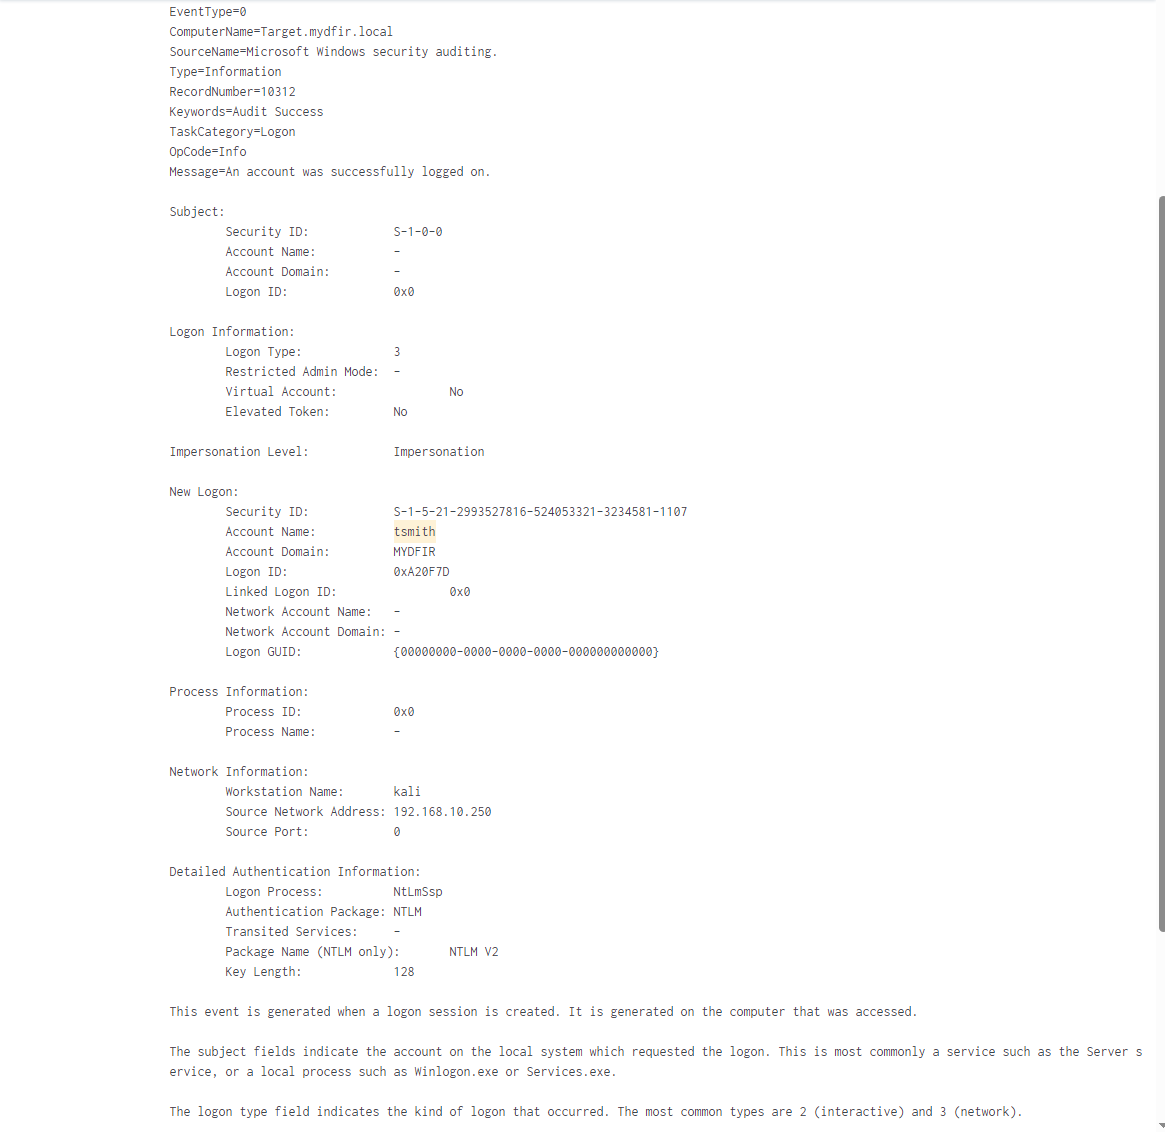 EventType=0
ComputerName=Target.mydfir.local
SourceName=Microsoft Windows security auditing.
Type=Information
RecordNumber=10312
Keywords=Audit Success
TaskCategory=Logon
OpCode=Info
Message=An account was successfully logged on.
Subject:
Security ID: S-1-0-0
Account Name: -
Account Domain: -
Logon ID: 0x0
Logon Information:
Logon Type: 3
Restricted Admin Mode: -
Virtual Account: No
Elevated Token: No
Impersonation Level: Impersonation
New Logon:
Security ID: S-1-5-21-2993527816-524053321-3234581-1107
Account Name: tsmith
Account Domain: MYDFIR
Logon ID: 0xA20F7D
Linked Logon ID: 0x0
Network Account Name: -
Network Account Domain: -
Logon GUID: {00000000-0000-0000-0000-000000000000}
Process Information:
Process ID: 0x0
Process Name: -
Network Information:
Workstation Name: kali
Source Network Address: 192.168.10.250
Source Port: 0
Detailed Authentication Information:
Logon Process: NtLmSsp
Authentication Package: NTLM
Transited Services: -
Package Name (NTLM only): NTLM V2
Key Length: 128
This event is generated when a logon session is created. It is generated on the computer that was accessed.
The subject fields indicate the account on the local system which requested the logon. This is most commonly a service such as the Server s
ervice, or a local process such as Winlogon.exe or Services.exe.
The logon type field indicates the kind of logon that occurred. The most common types are 2 (interactive) and 3 (network).